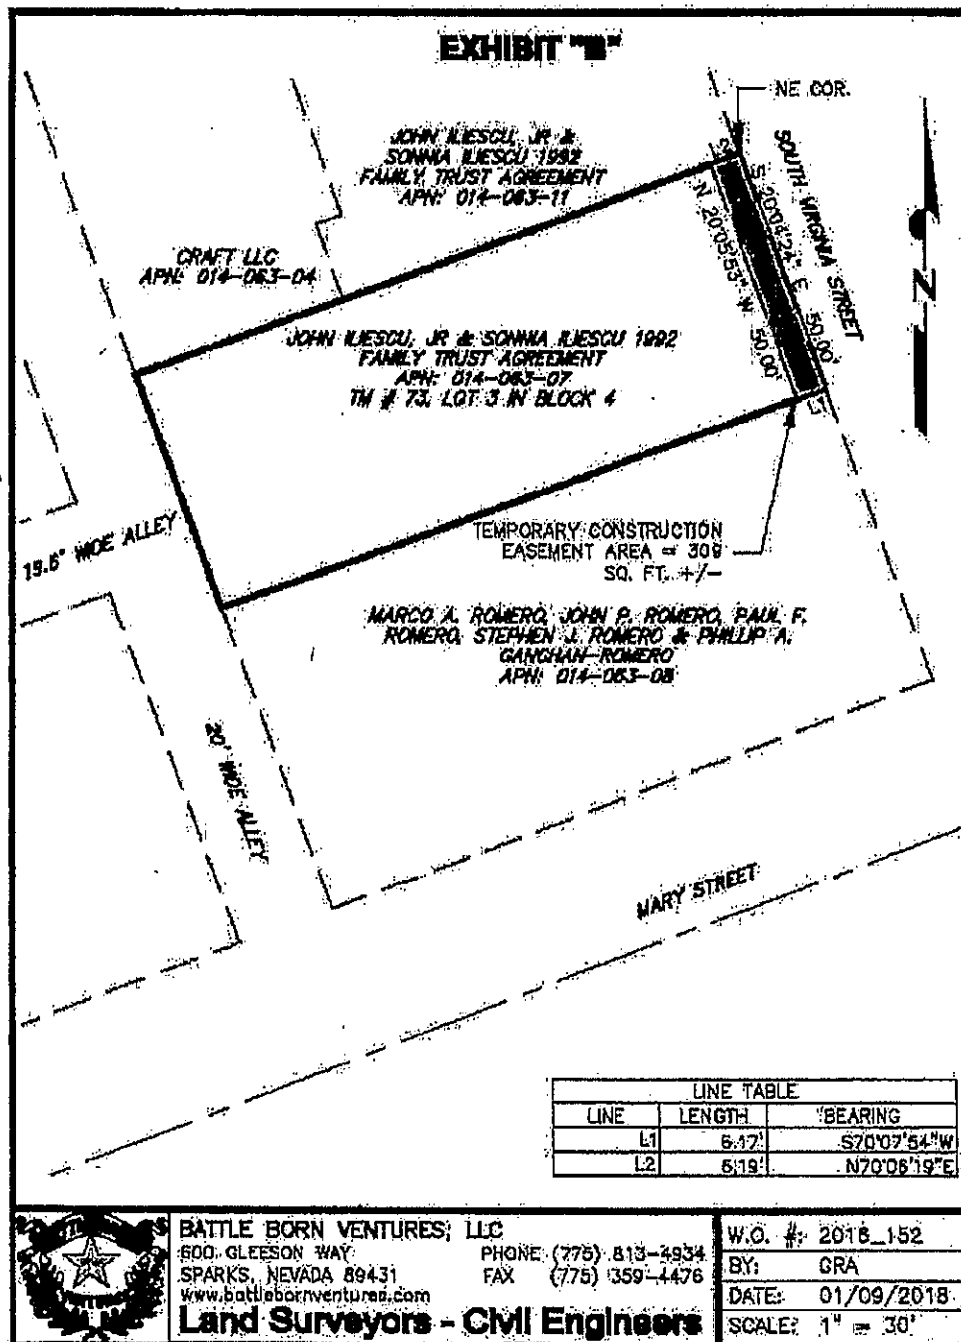 EXHIBIT "B"
NE COR.
SOUTH VIRGINIA STREET
S 20°04'24" E 50.00'
N 20°05'53" W 50.00'
L2
L1
JOHN ILIESCU, JR &
SONNIA ILIESCU 1992
FAMILY TRUST AGREEMENT
APN: 014-063-11
CRAFT LLC
APN: 014-063-04
JOHN ILIESCU, JR & SONNIA ILIESCU 1992
FAMILY TRUST AGREEMENT
APN: 014-063-07
TM # 73, LOT 3 IN BLOCK 4
N
TEMPORARY CONSTRUCTION
EASEMENT AREA = 309
SQ. FT. +/-
19.6' WIDE ALLEY
MARCO A. ROMERO, JOHN P. ROMERO, PAUL F.
ROMERO, STEPHEN J. ROMERO & PHILLIP A.
ROMERO
APN: 014-063-08
20' WIDE ALLEY
MARY STREET
LINE TABLE
LINE LENGTH BEARING
L1 6.17' S70°07'54"W
L2 6.19' N70°06'19"E
BATTLE BORN VENTURES, LLC
600 GLEESON WAY PHONE (775) 813-4934
SPARKS, NEVADA 89431 FAX (775) 359-4476
www.battlebornventures.com
Land Surveyors - Civil Engineers
W.O. #: 2018_152
BY: GRA
DATE: 01/09/2018
SCALE: 1" = 30'